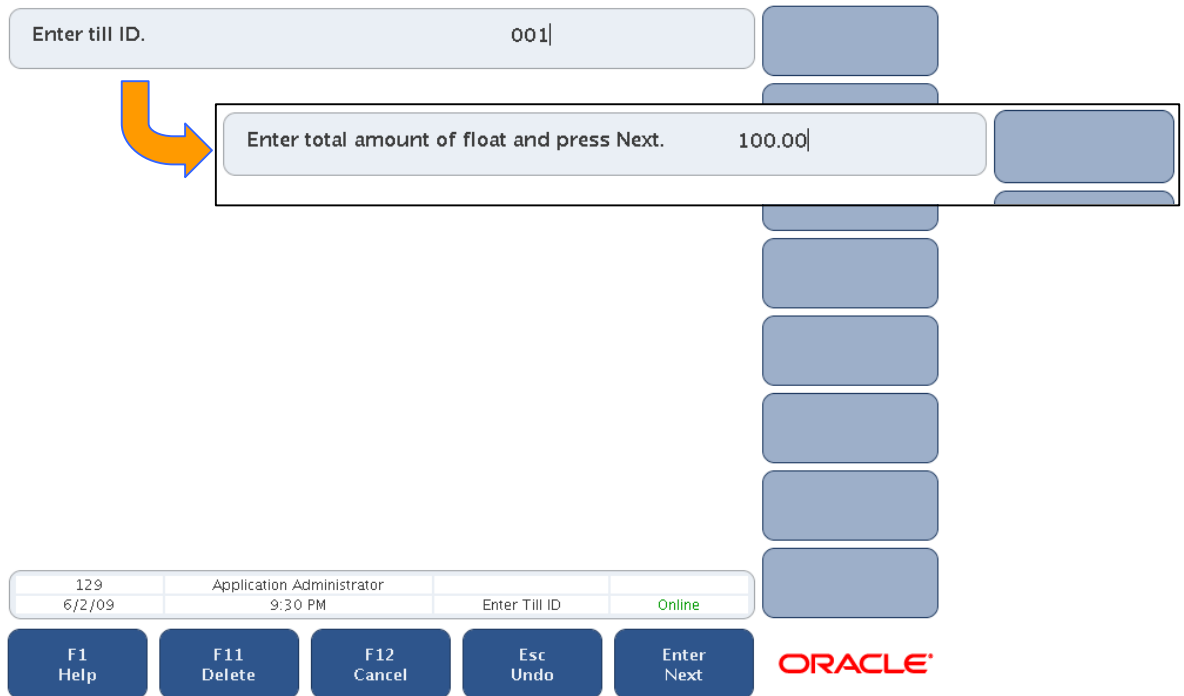 Enter till ID. 001
Enter total amount of float and press Next. 100.00
129 Application Administrator
6/2/09 9:30 PM Enter Till ID Online
F1 F11 F12 Esc Enter
Help Delete Cancel Undo Next
ORACLE